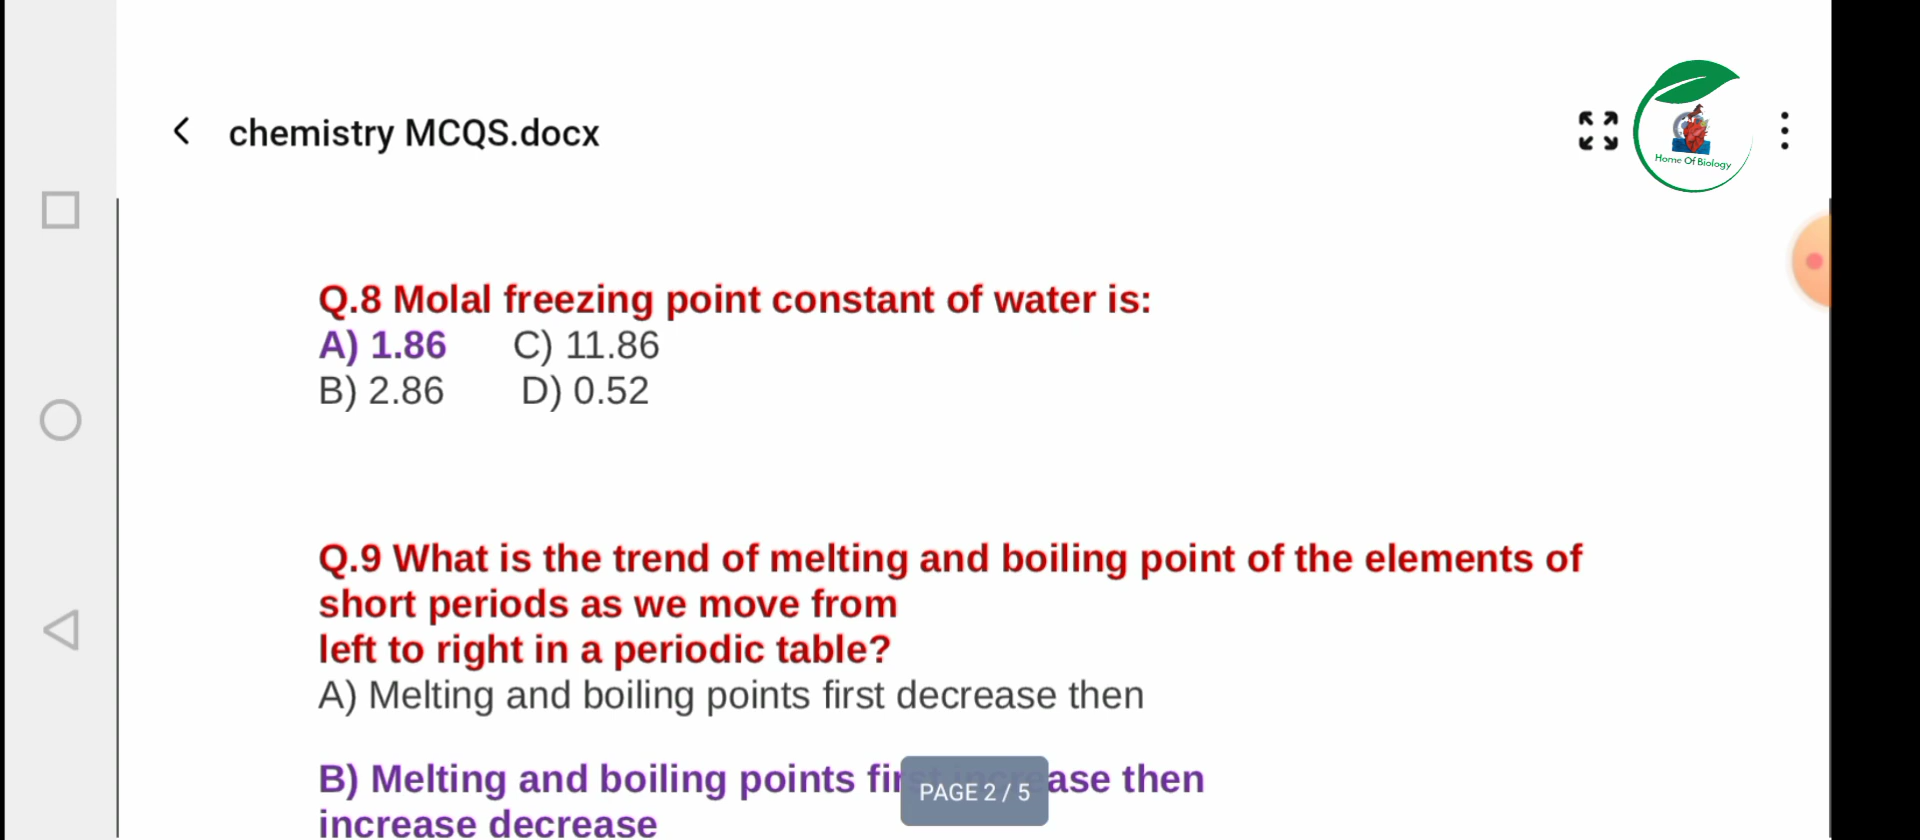 chemistry MCQS.docx
Home Of Biology
Q.8 Molal freezing point constant of water is:
A) 1.86 C) 11.86
B) 2.86 D) 0.52
Q.9 What is the trend of melting and boiling point of the elements of
short periods as we move from
left to right in a periodic table?
A) Melting and boiling points first decrease then
B) Melting and boiling points first increase then
PAGE 2 / 5
increase decrease